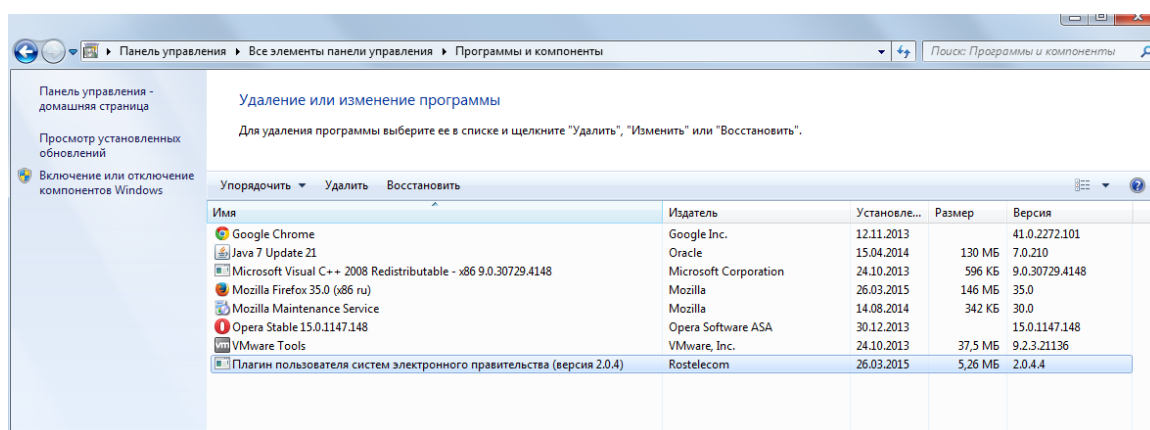 Панель управления ▸ Все элементы панели управления ▸ Программы и компоненты
Поиск: Программы и компоненты
Панель управления -
домашняя страница
Просмотр установленных
обновлений
Включение или отключение
компонентов Windows
Удаление или изменение программы
Для удаления программы выберите ее в списке и щелкните "Удалить", "Изменить" или "Восстановить".
Упорядочить Удалить Восстановить
Имя Издатель Установле... Размер Версия
Google Chrome Google Inc. 12.11.2013 41.0.2272.101
Java 7 Update 21 Oracle 15.04.2014 130 МБ 7.0.210
Microsoft Visual C++ 2008 Redistributable - x86 9.0.30729.4148 Microsoft Corporation 24.10.2013 596 КБ 9.0.30729.4148
Mozilla Firefox 35.0 (x86 ru) Mozilla 26.03.2015 146 МБ 35.0
Mozilla Maintenance Service Mozilla 14.08.2014 342 КБ 30.0
Opera Stable 15.0.1147.148 Opera Software ASA 30.12.2013 15.0.1147.148
VMware Tools VMware, Inc. 24.10.2013 37,5 МБ 9.2.3.21136
Плагин пользователя систем электронного правительства (версия 2.0.4) Rostelecom 26.03.2015 5,26 МБ 2.0.4.4